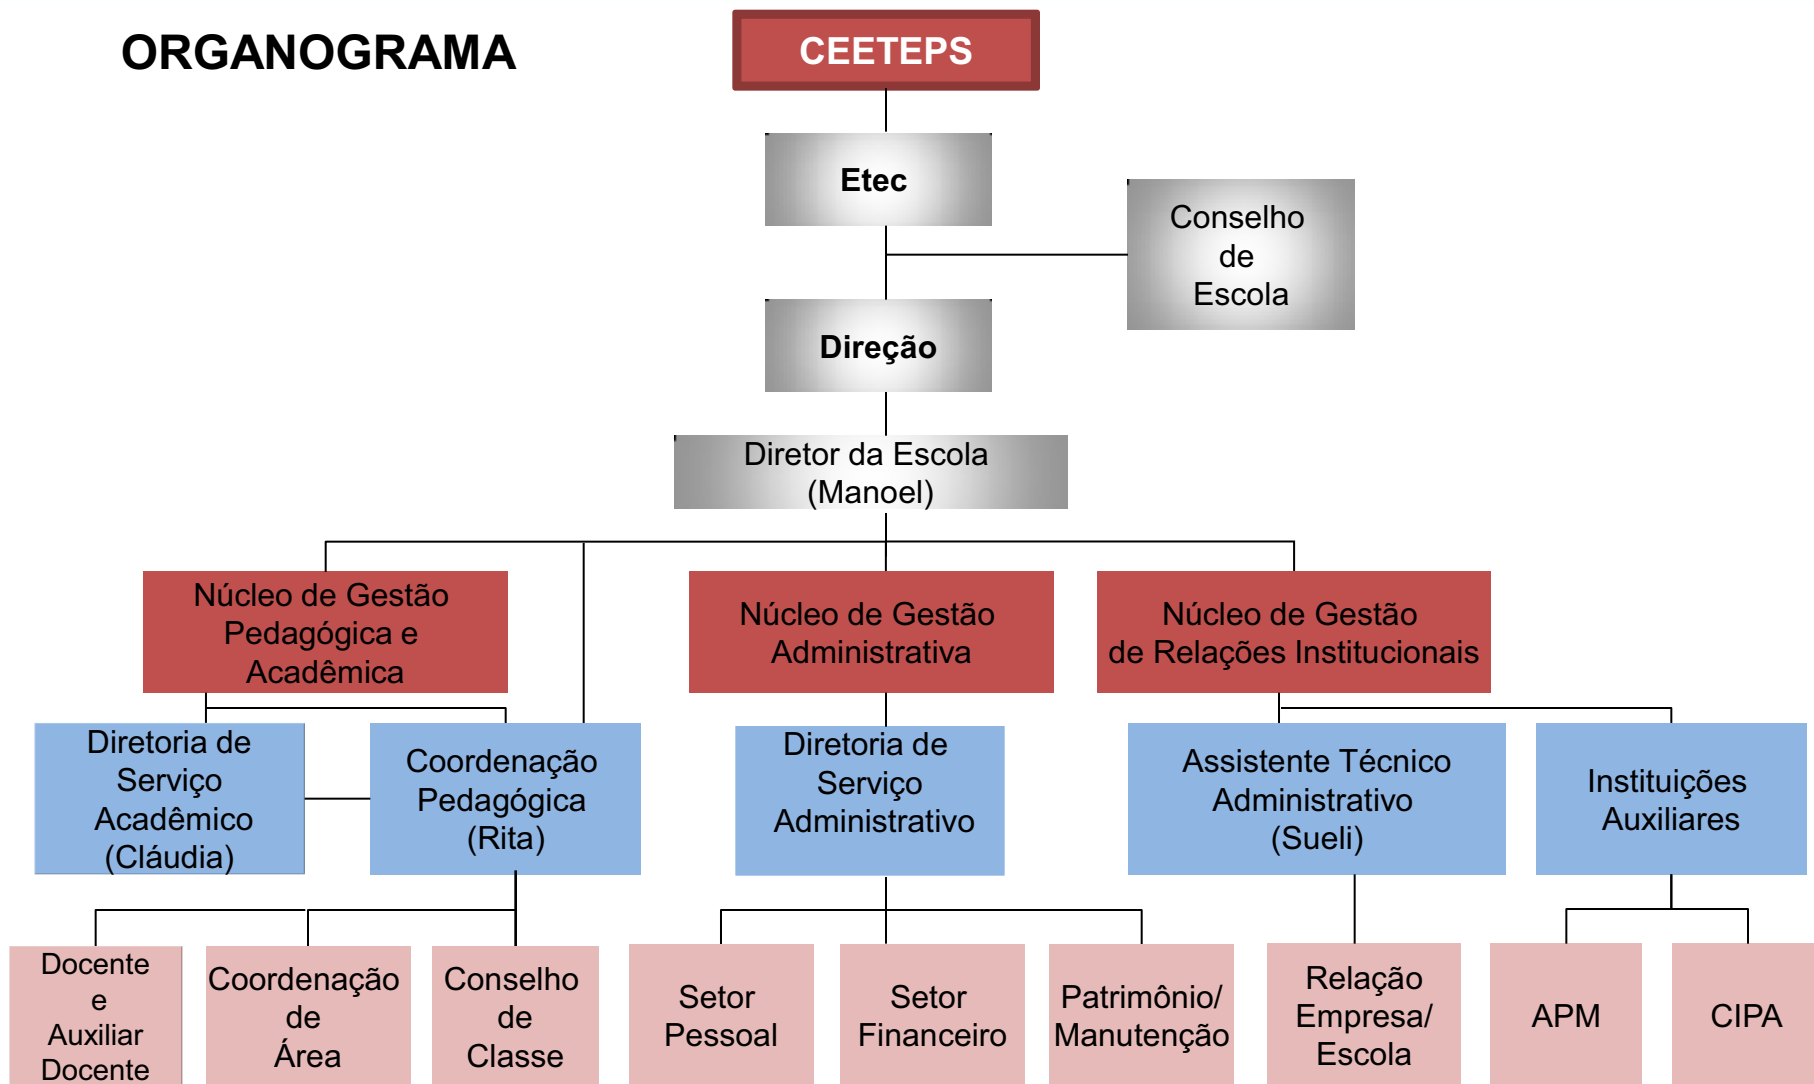 ORGANOGRAMA
CEETEPS
Etec
Conselho
de
Escola
Direção
Diretor da Escola
(Manoel)
Núcleo de Gestão
Pedagógica e
Acadêmica
Núcleo de Gestão
Administrativa
Núcleo de Gestão
de Relações Institucionais
Diretoria de
Serviço
Acadêmico
(Cláudia)
Coordenação
Pedagógica
(Rita)
Diretoria de
Serviço
Administrativo
Assistente Técnico
Administrativo
(Sueli)
Instituições
Auxiliares
Docente
e
Auxiliar
Docente
Coordenação
de
Área
Conselho
de
Classe
Setor
Pessoal
Setor
Financeiro
Patrimônio/
Manutenção
Relação
Empresa/
Escola
APM
CIPA